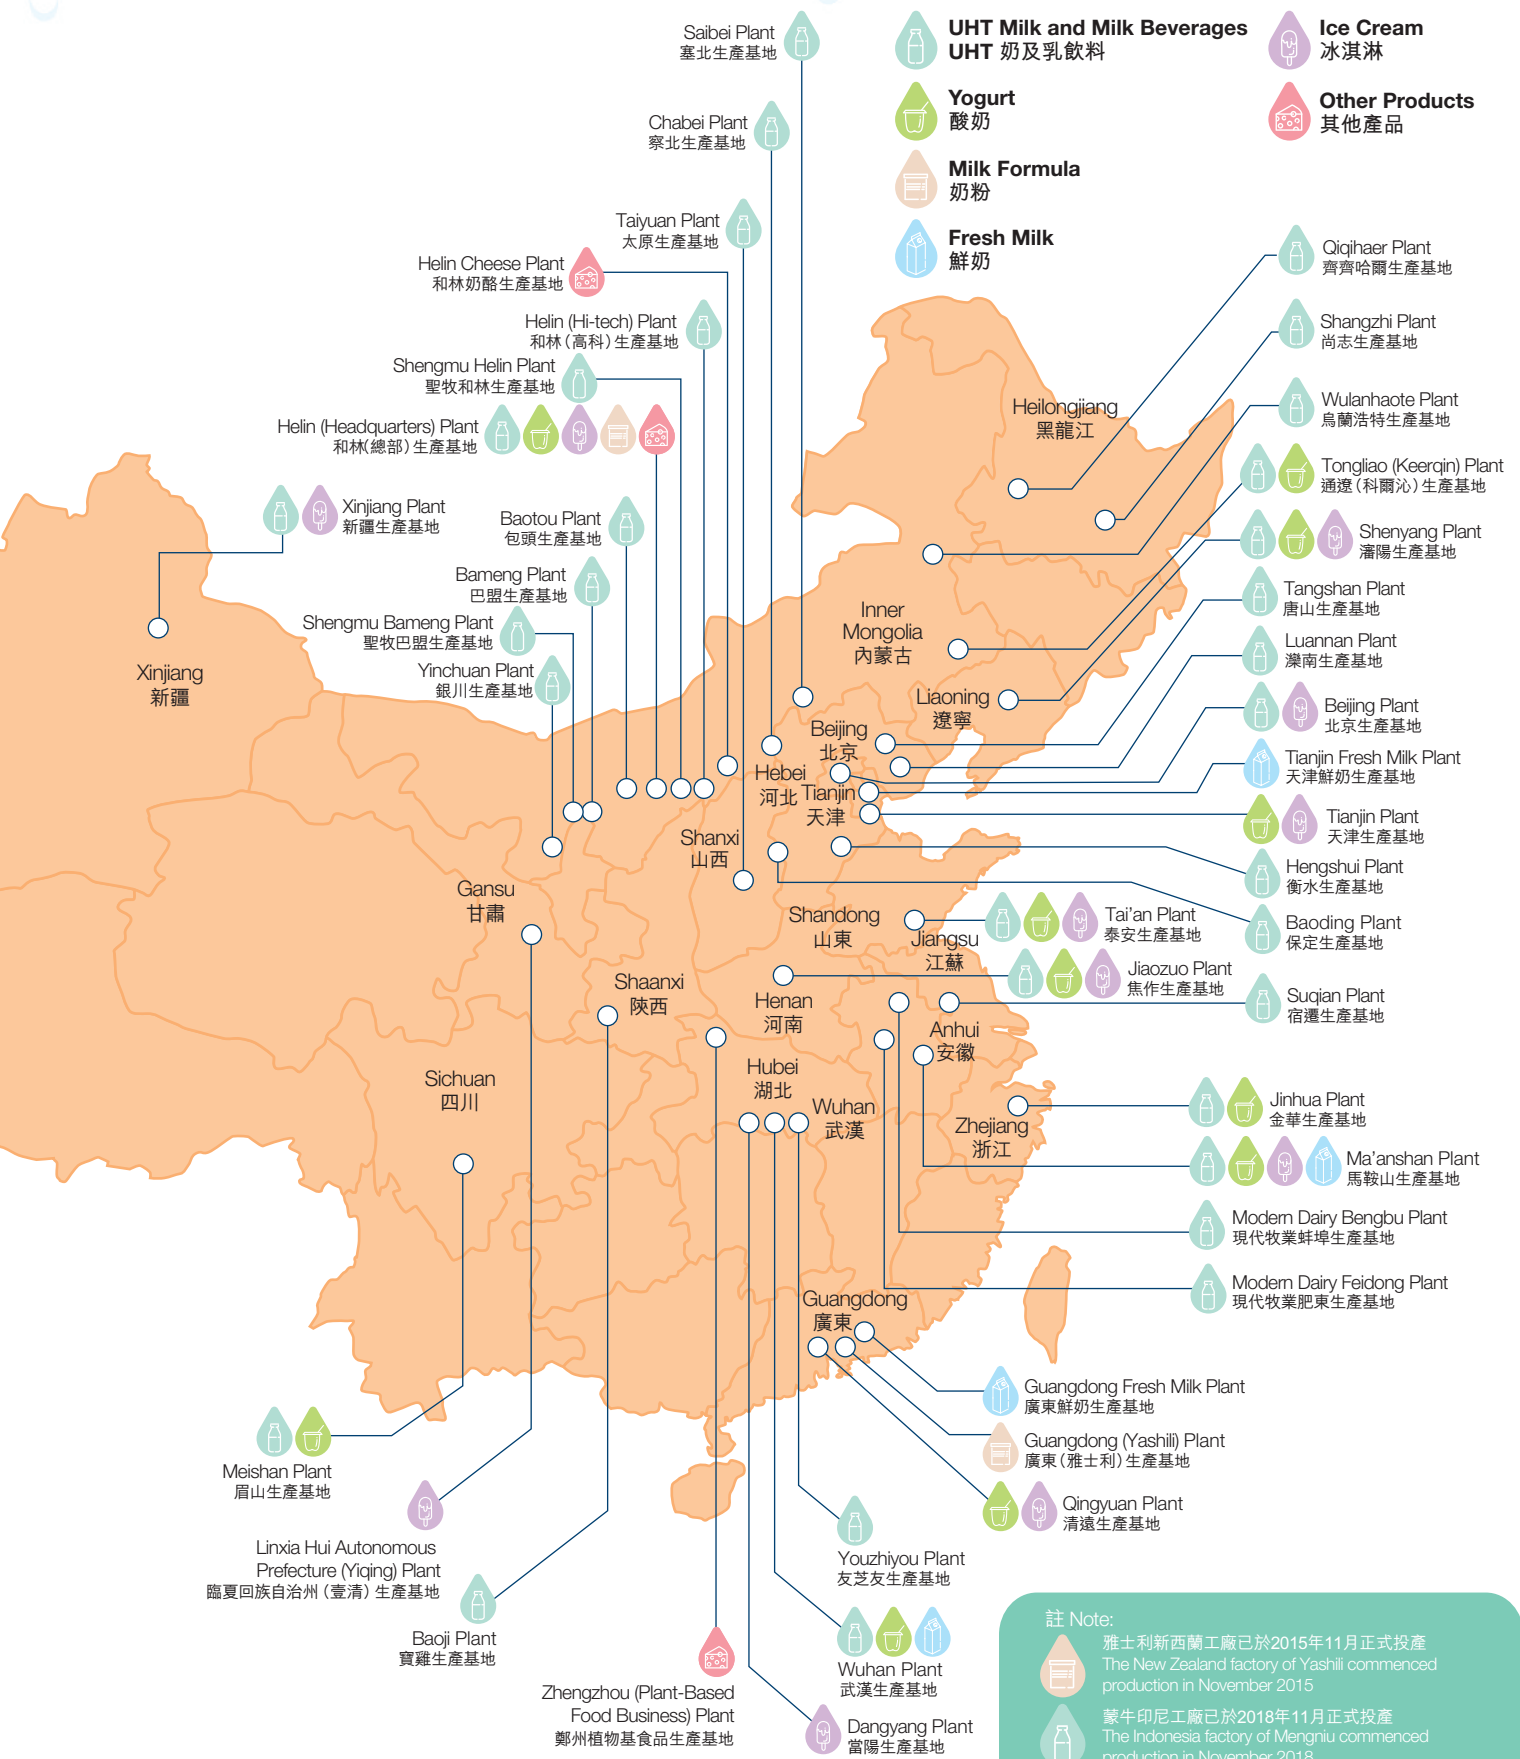 UHT Milk and Milk Beverages
UHT 奶及乳飲料
Yogurt
酸奶
Milk Formula
奶粉
Fresh Milk
鮮奶
Ice Cream
冰淇淋
Other Products
其他產品
Saibei Plant
塞北生產基地
Chabei Plant
察北生產基地
Taiyuan Plant
太原生產基地
Helin Cheese Plant
和林奶酪生產基地
Helin (Hi-tech) Plant
和林（高科）生產基地
Shengmu Helin Plant
聖牧和林生產基地
Helin (Headquarters) Plant
和林(總部）生產基地
Xinjiang Plant
新疆生產基地
Baotou Plant
包頭生產基地
Bameng Plant
巴盟生產基地
Shengmu Bameng Plant
聖牧巴盟生產基地
Yinchuan Plant
銀川生產基地
Qiqihaer Plant
齊齊哈爾生產基地
Shangzhi Plant
尚志生產基地
Wulanhaote Plant
烏蘭浩特生產基地
Tongliao (Keerqin) Plant
通遼（科爾沁）生產基地
Shenyang Plant
瀋陽生產基地
Tangshan Plant
唐山生產基地
Luannan Plant
灤南生產基地
Beijing Plant
北京生產基地
Tianjin Fresh Milk Plant
天津鮮奶生產基地
Tianjin Plant
天津生產基地
Hengshui Plant
衡水生產基地
Baoding Plant
保定生產基地
Tai'an Plant
泰安生產基地
Jiaozuo Plant
焦作生產基地
Suqian Plant
宿遷生產基地
Jinhua Plant
金華生產基地
Ma'anshan Plant
馬鞍山生產基地
Modern Dairy Bengbu Plant
現代牧業蚌埠生產基地
Modern Dairy Feidong Plant
現代牧業肥東生產基地
Heilongjiang
黑龍江
Inner
Mongolia
內蒙古
Liaoning
遼寧
Beijing
北京
Hebei
河北
Tianjin
天津
Xinjiang
新疆
Shanxi
山西
Gansu
甘肅
Shandong
山東
Jiangsu
江蘇
Shaanxi
陝西
Henan
河南
Anhui
安徽
Hubei
湖北
Sichuan
四川
Wuhan
武漢
Zhejiang
浙江
Guangdong
廣東
Guangdong Fresh Milk Plant
廣東鮮奶生產基地
Guangdong (Yashili) Plant
廣東（雅士利）生產基地
Qingyuan Plant
清遠生產基地
Meishan Plant
眉山生產基地
Linxia Hui Autonomous
Prefecture (Yiqing) Plant
臨夏回族自治州（壹清）生產基地
Baoji Plant
寶雞生產基地
Zhengzhou (Plant-Based
Food Business) Plant
鄭州植物基食品生產基地
Youzhiyou Plant
友芝友生產基地
Wuhan Plant
武漢生產基地
Dangyang Plant
當陽生產基地
註 Note:
雅士利新西蘭工廠已於2015年11月正式投產
The New Zealand factory of Yashili commenced
production in November 2015
蒙牛印尼工廠已於2018年11月正式投產
The Indonesia factory of Mengniu commenced
production in November 2018